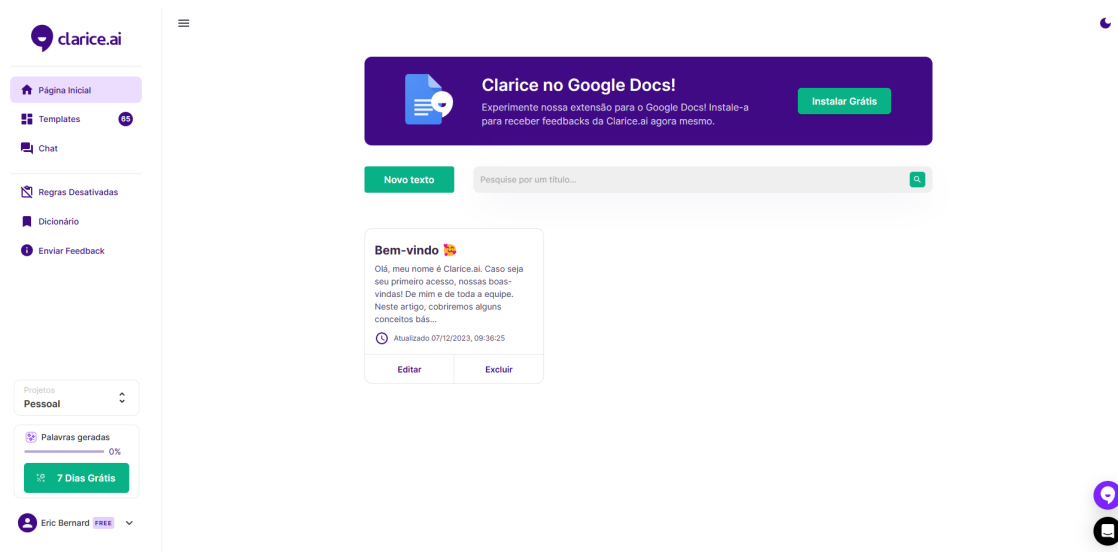 clarice.ai
Página Inicial
Templates 65
Chat
Regras Desativadas
Dicionário
Enviar Feedback
Projetos
Pessoal
Palavras geradas
0%
7 Dias Grátis
Eric Bernard FREE
Clarice no Google Docs!
Experimente nossa extensão para o Google Docs! Instale-a
para receber feedbacks da Clarice.ai agora mesmo.
Instalar Grátis
Novo texto
Pesquise por um título...
Bem-vindo 🥰
Olá, meu nome é Clarice.ai. Caso seja
seu primeiro acesso, nossas boas-
vindas! De mim e de toda a equipe.
Neste artigo, cobriremos alguns
conceitos bás...
Atualizado 07/12/2023, 09:36:25
Editar
Excluir